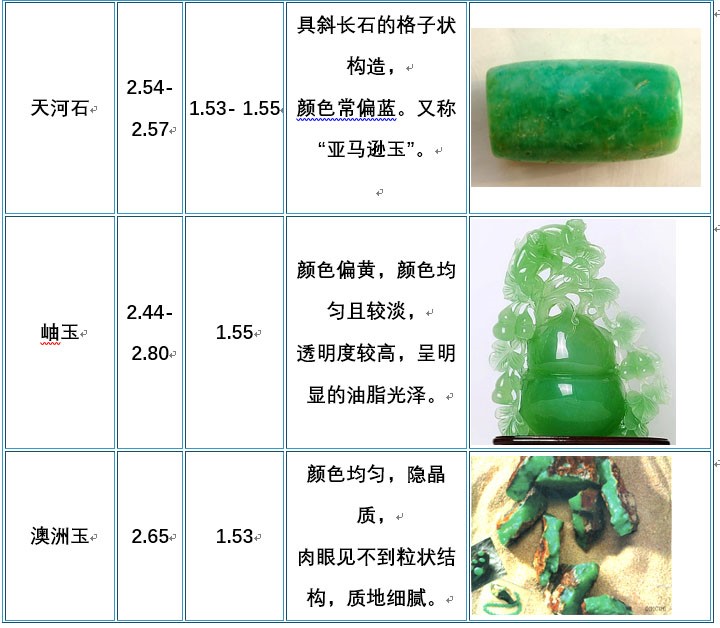 具斜长石的格子状
构造，
天河石
2.54-
2.57
1.53- 1.55
颜色常偏蓝。又称
“亚马逊玉”。
岫玉
2.44-
2.80
1.55
颜色偏黄，颜色均
匀且较淡，
透明度较高，呈明
显的油脂光泽。
澳洲玉
2.65
1.53
颜色均匀，隐晶
质，
肉眼见不到粒状结
构，质地细腻。